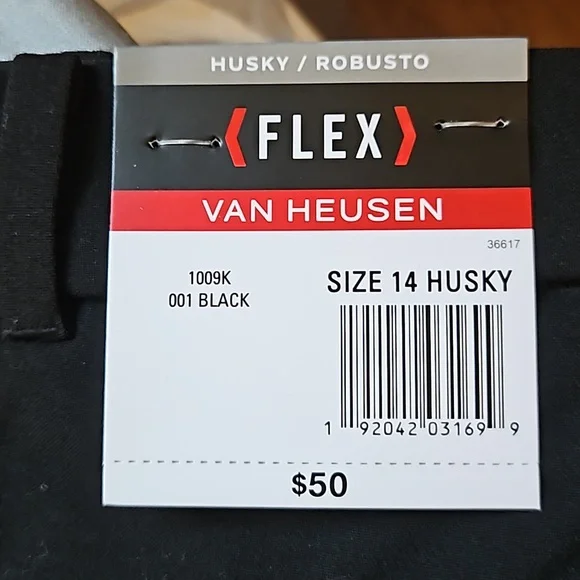 HUSKY / ROBUSTO
FLEX
VAN HEUSEN
36617
1009K
001 BLACK
SIZE 14 HUSKY
1 92042 03169 9
$50